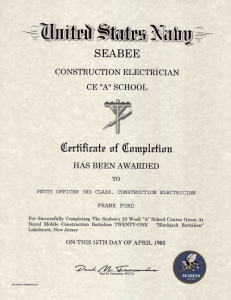 United States Navy
SEABEE
CONSTRUCTION ELECTRICIAN
CE "A" SCHOOL
Certificate of Completion
HAS BEEN AWARDED
TO
PETTY OFFICER 3RD CLASS, CONSTRUCTION ELECTRICIAN
FRANK FORD
For Successfully Completing The Seabee's 23 Week "A" School Course Given At
Naval Mobile Construction Battalion TWENTY-ONE "Blackjack Battalion"
Lakehurst, New Jersey
ON THIS 15TH DAY OF APRIL 1983
SEABEES